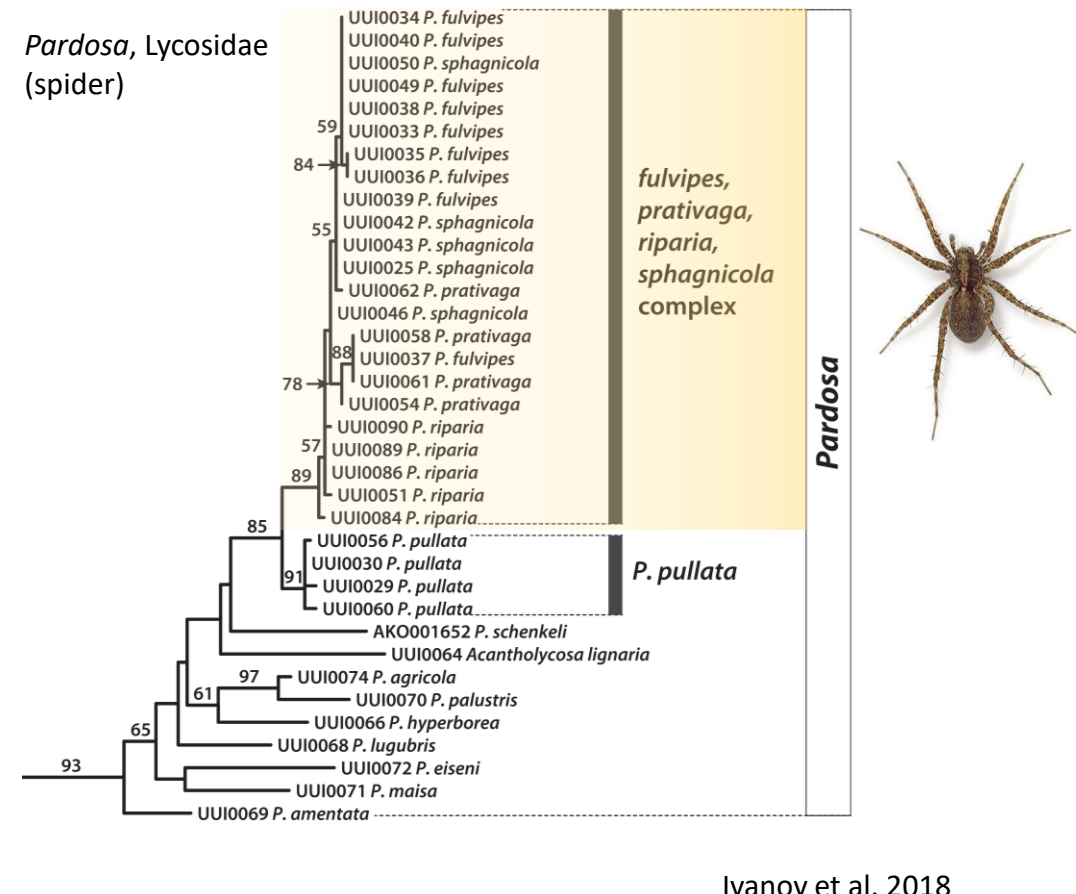 Pardosa, Lycosidae
(spider)
UUI0034 P. fulvipes
UUI0040 P. fulvipes
UUI0050 P. sphagnicola
UUI0049 P. fulvipes
UUI0038 P. fulvipes
UUI0033 P. fulvipes
59
UUI0035 P. fulvipes
84
UUI0036 P. fulvipes
UUI0039 P. fulvipes
UUI0042 P. sphagnicola
55
UUI0043 P. sphagnicola
UUI0025 P. sphagnicola
UUI0062 P. prativaga
UUI0046 P. sphagnicola
UUI0058 P. prativaga
88
UUI0037 P. fulvipes
78
UUI0061 P. prativaga
UUI0054 P. prativaga
UUI0090 P. riparia
57
UUI0089 P. riparia
UUI0086 P. riparia
89
UUI0051 P. riparia
UUI0084 P. riparia
fulvipes,
prativaga,
riparia,
sphagnicola
complex
Pardosa
85
UUI0056 P. pullata
UUI0030 P. pullata
91
UUI0029 P. pullata
UUI0060 P. pullata
P. pullata
AKO001652 P. schenkeli
UUI0064 Acantholycosa lignaria
97
UUI0074 P. agricola
61
UUI0070 P. palustris
UUI0066 P. hyperborea
65
UUI0068 P. lugubris
93
UUI0072 P. eiseni
UUI0071 P. maisa
UUI0069 P. amentata
Ivanov et al. 2018